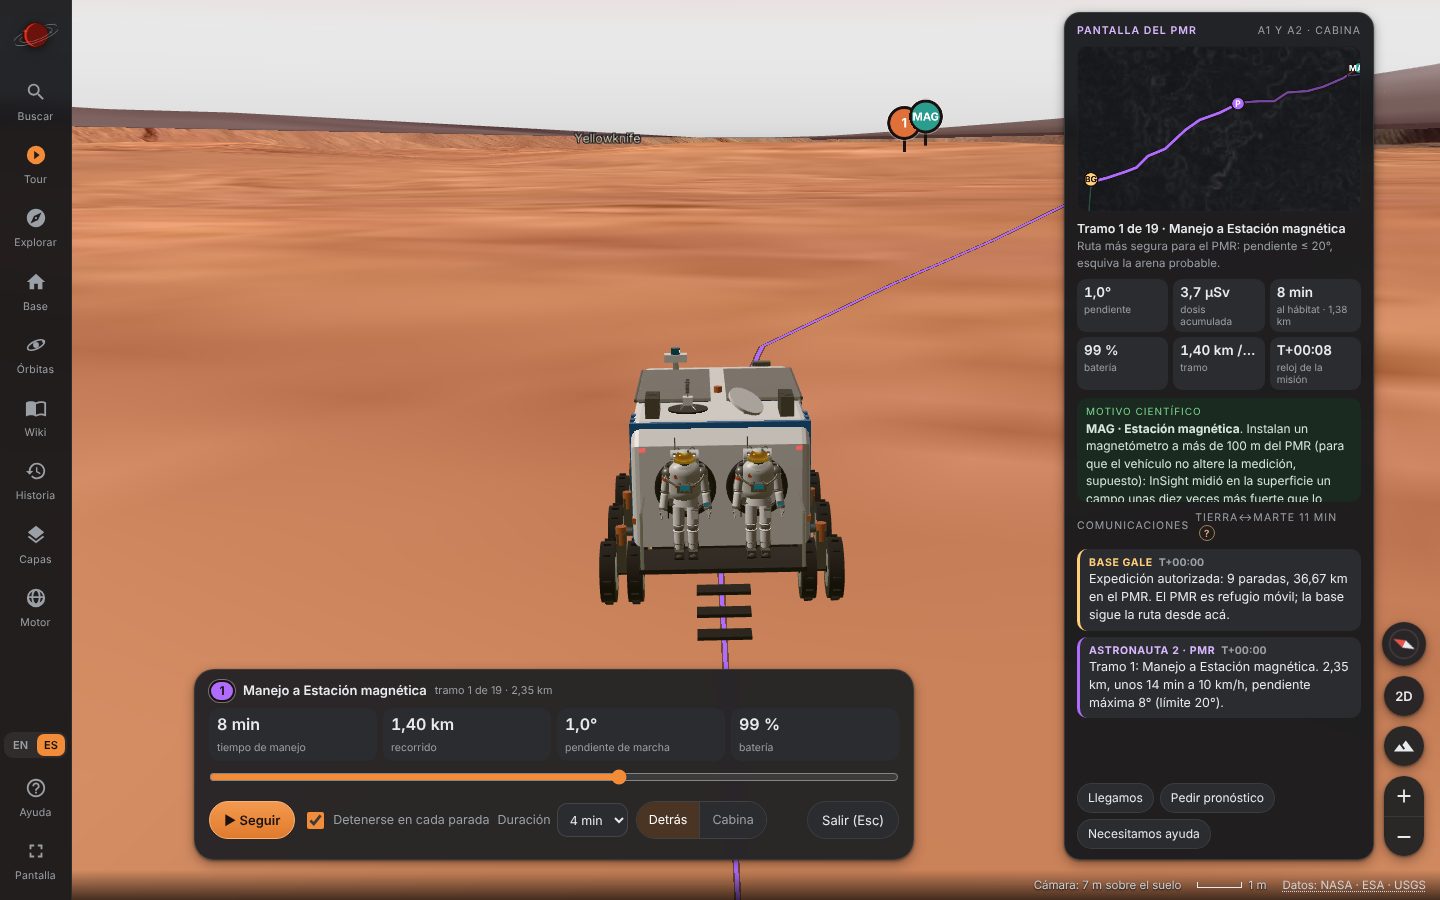 Buscar
Tour
Explorar
Base
Órbitas
Wiki
Historia
Capas
Motor
EN ES
Ayuda
Pantalla
Yellowknife
1
MAG
PANTALLA DEL PMR
A1 Y A2 · CABINA
P
BG
Tramo 1 de 19 · Manejo a Estación magnética
Ruta más segura para el PMR: pendiente ≤ 20°,
esquiva la arena probable.
1,0°
pendiente
3,7 µSv
dosis
acumulada
8 min
al hábitat · 1,38
km
99 %
batería
1,40 km /...
tramo
T+00:08
reloj de la
misión
MOTIVO CIENTÍFICO
MAG · Estación magnética. Instalan un
magnetómetro a más de 100 m del PMR (para
que el vehículo no altere la medición,
supuesto): InSight midió en la superficie un
campo unas diez veces más fuerte que lo
COMUNICACIONES
TIERRA↔MARTE 11 MIN
?
BASE GALE T+00:00
Expedición autorizada: 9 paradas, 36,67 km
en el PMR. El PMR es refugio móvil; la base
sigue la ruta desde acá.
ASTRONAUTA 2 · PMR T+00:00
Tramo 1: Manejo a Estación magnética. 2,35
km, unos 14 min a 10 km/h, pendiente
máxima 8° (límite 20°).
Llegamos
Pedir pronóstico
Necesitamos ayuda
1 Manejo a Estación magnética tramo 1 de 19 · 2,35 km
8 min
tiempo de manejo
1,40 km
recorrido
1,0°
pendiente de marcha
99 %
batería
▶ Seguir
Detenerse en cada parada
Duración
4 min
Detrás
Cabina
Salir (Esc)
2D
+
−
Cámara: 7 m sobre el suelo
1 m
Datos: NASA · ESA · USGS